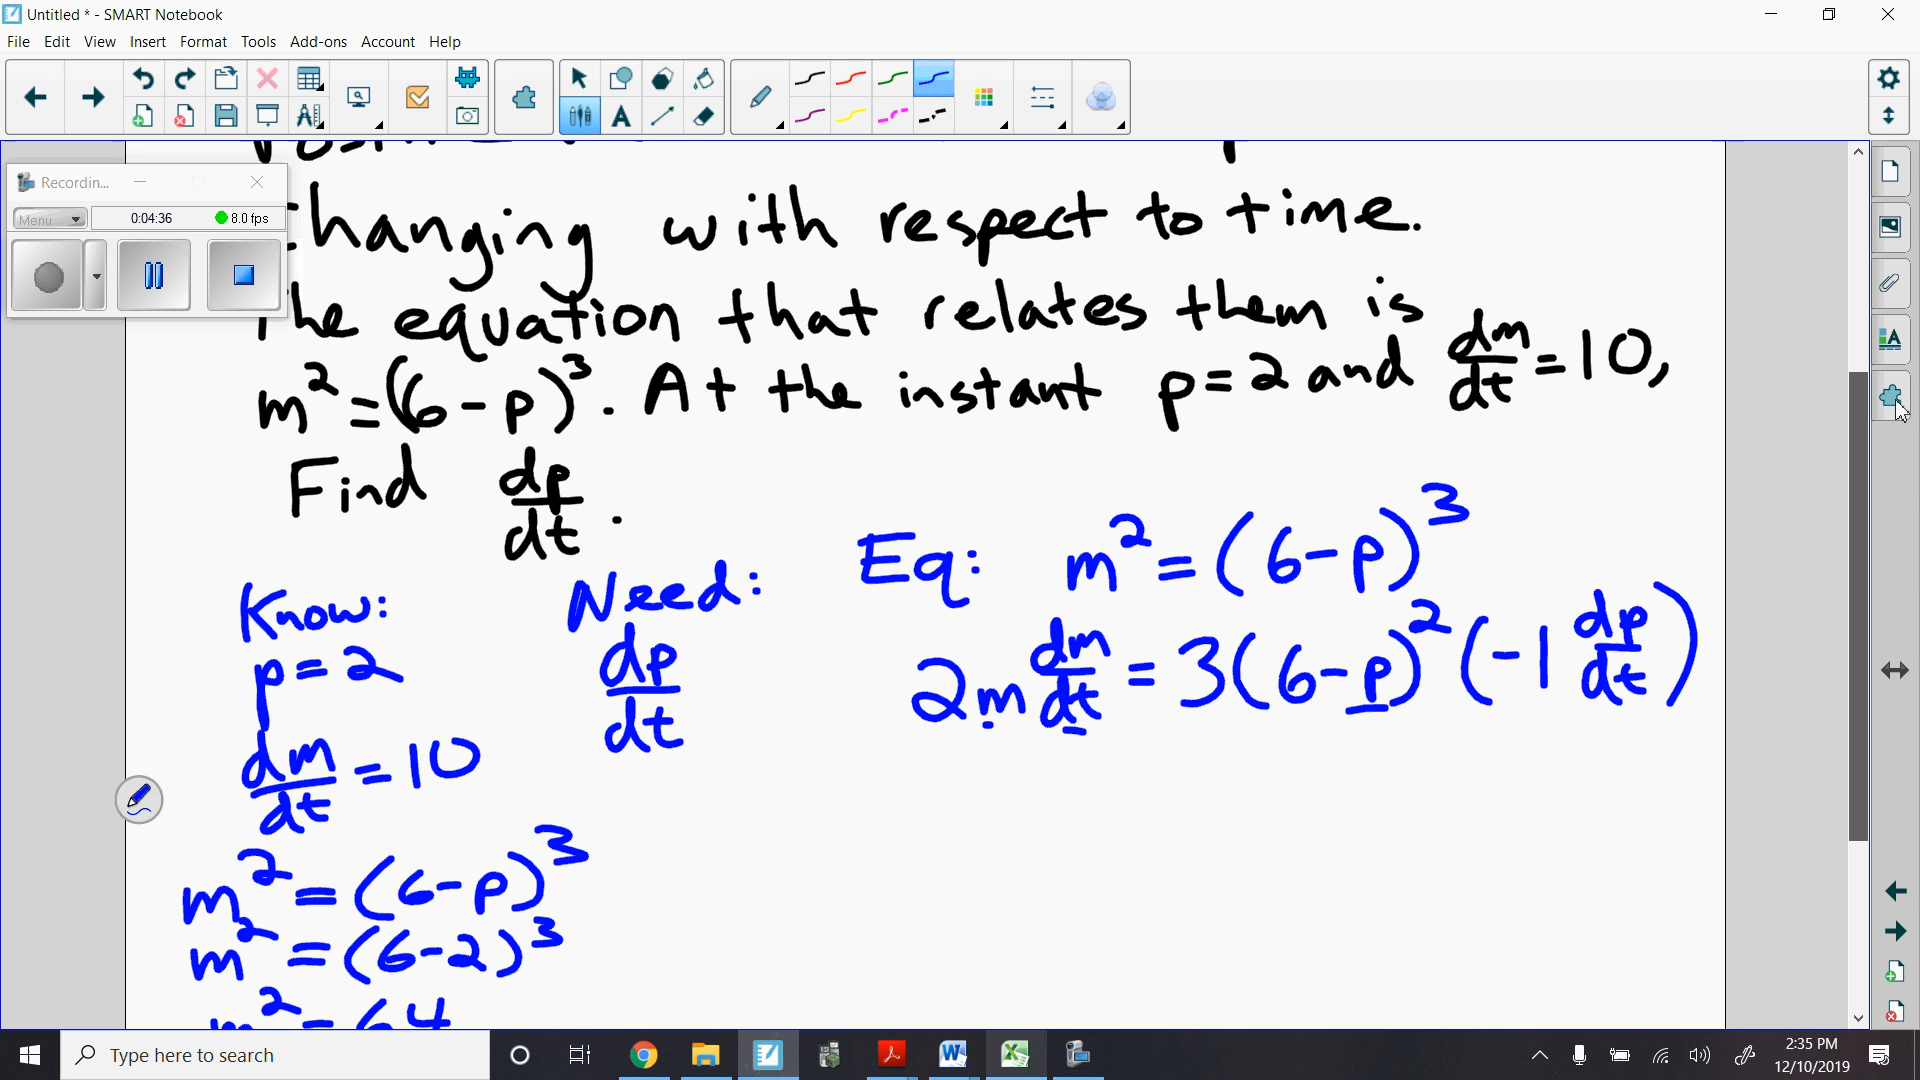 Untitled * - SMART Notebook
File Edit View Insert Format Tools Add-ons Account Help
Recordin...
Menu 0:04:36 8.0 fps
changing with respect to time.
The equation that relates them is
m² = (6 - p)³. At the instant p = 2 and dm/dt = 10,
Find dp/dt.
Know:
p = 2
dm/dt = 10
m² = (6 - p)³
m² = (6 - 2)³
m² = 64
Need:
dp/dt
Eq: m² = (6 - p)³
2m dm/dt = 3(6 - p)² (-1 dp/dt)
Type here to search
2:35 PM
12/10/2019